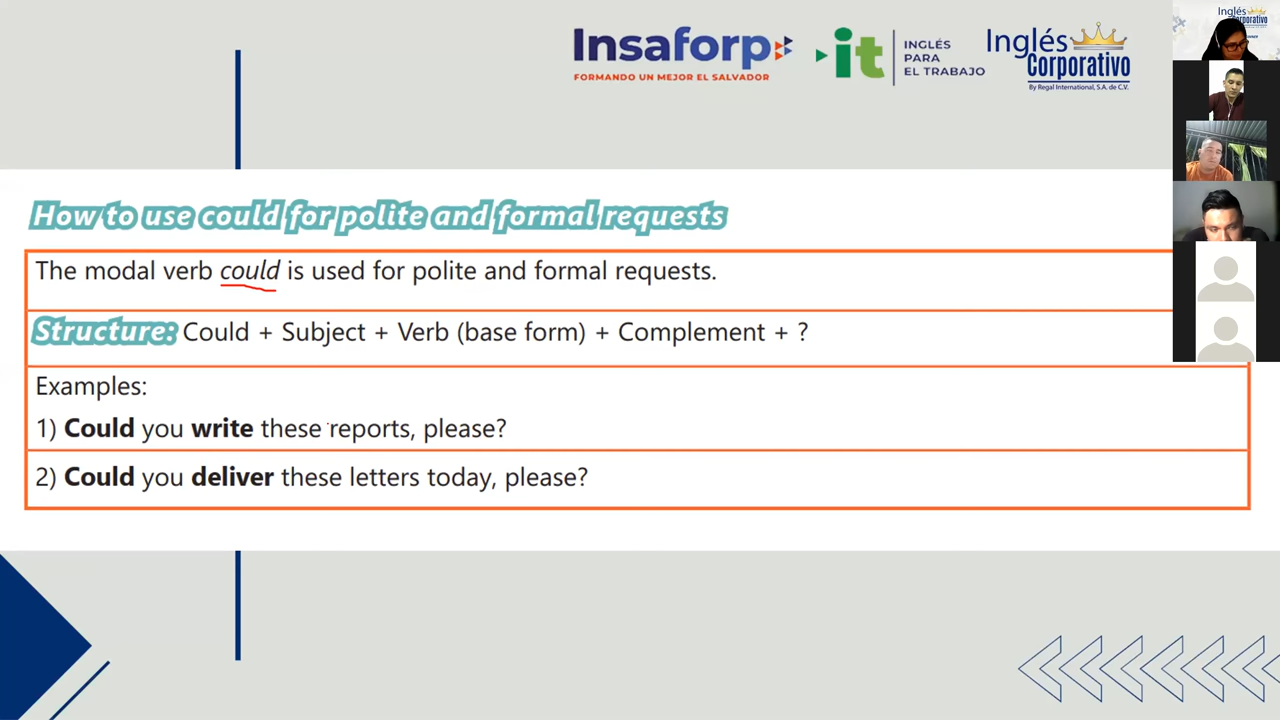 Insaforp
FORMANDO UN MEJOR EL SALVADOR
it
INGLÉS
PARA
EL TRABAJO
Inglés
Corporativo
By Regal International, S.A. de C.V.
Inglés
Corporativo
How to use could for polite and formal requests
The modal verb could is used for polite and formal requests.
Structure: Could + Subject + Verb (base form) + Complement + ?
Examples:
1) Could you write these reports, please?
2) Could you deliver these letters today, please?